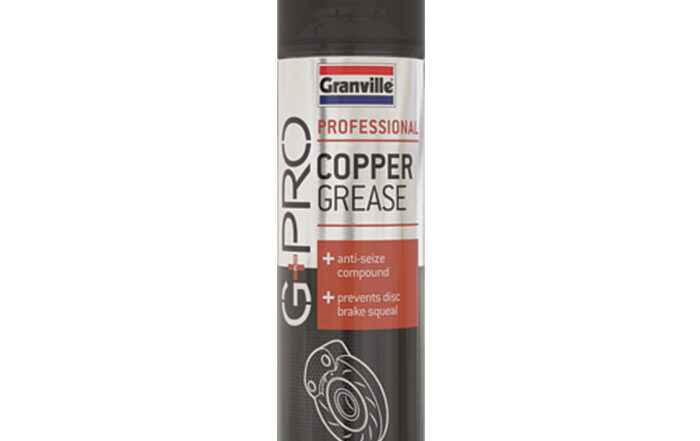 Granville
PROFESSIONAL
COPPER
GREASE
+ anti-seize
compound
+ prevents disc
brake squeal
G+PRO